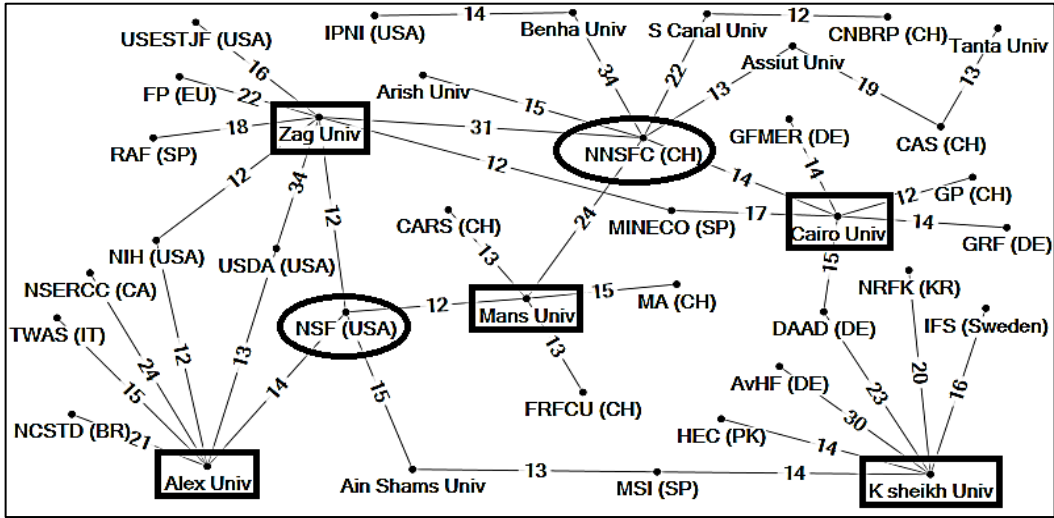 IPNI (USA)
14
Benha Univ
S Canal Univ
12
CNBRP (CH)
Tanta Univ
USESTJF (USA)
16
FP (EU)
22
Arish Univ
34
22
Assiut Univ
13
19
13
15
18
Zag Univ
31
RAF (SP)
NNSFC (CH)
GFMER (DE)
CAS (CH)
14
14
12
GP (CH)
12
34
12
12
24
CARS (CH)
MINECO (SP)
17
Cairo Univ
14
GRF (DE)
13
15
NIH (USA)
USDA (USA)
NSERCC (CA)
NRFK (KR)
12
15
MA (CH)
Mans Univ
NSF (USA)
DAAD (DE)
IFS (Sweden)
TWAS (IT)
24
12
13
14
13
15
15
AvHF (DE)
23
20
16
FRFCU (CH)
30
NCSTD (BR)
21
HEC (PK)
14
Alex Univ
Ain Shams Univ
13
MSI (SP)
14
K sheikh Univ